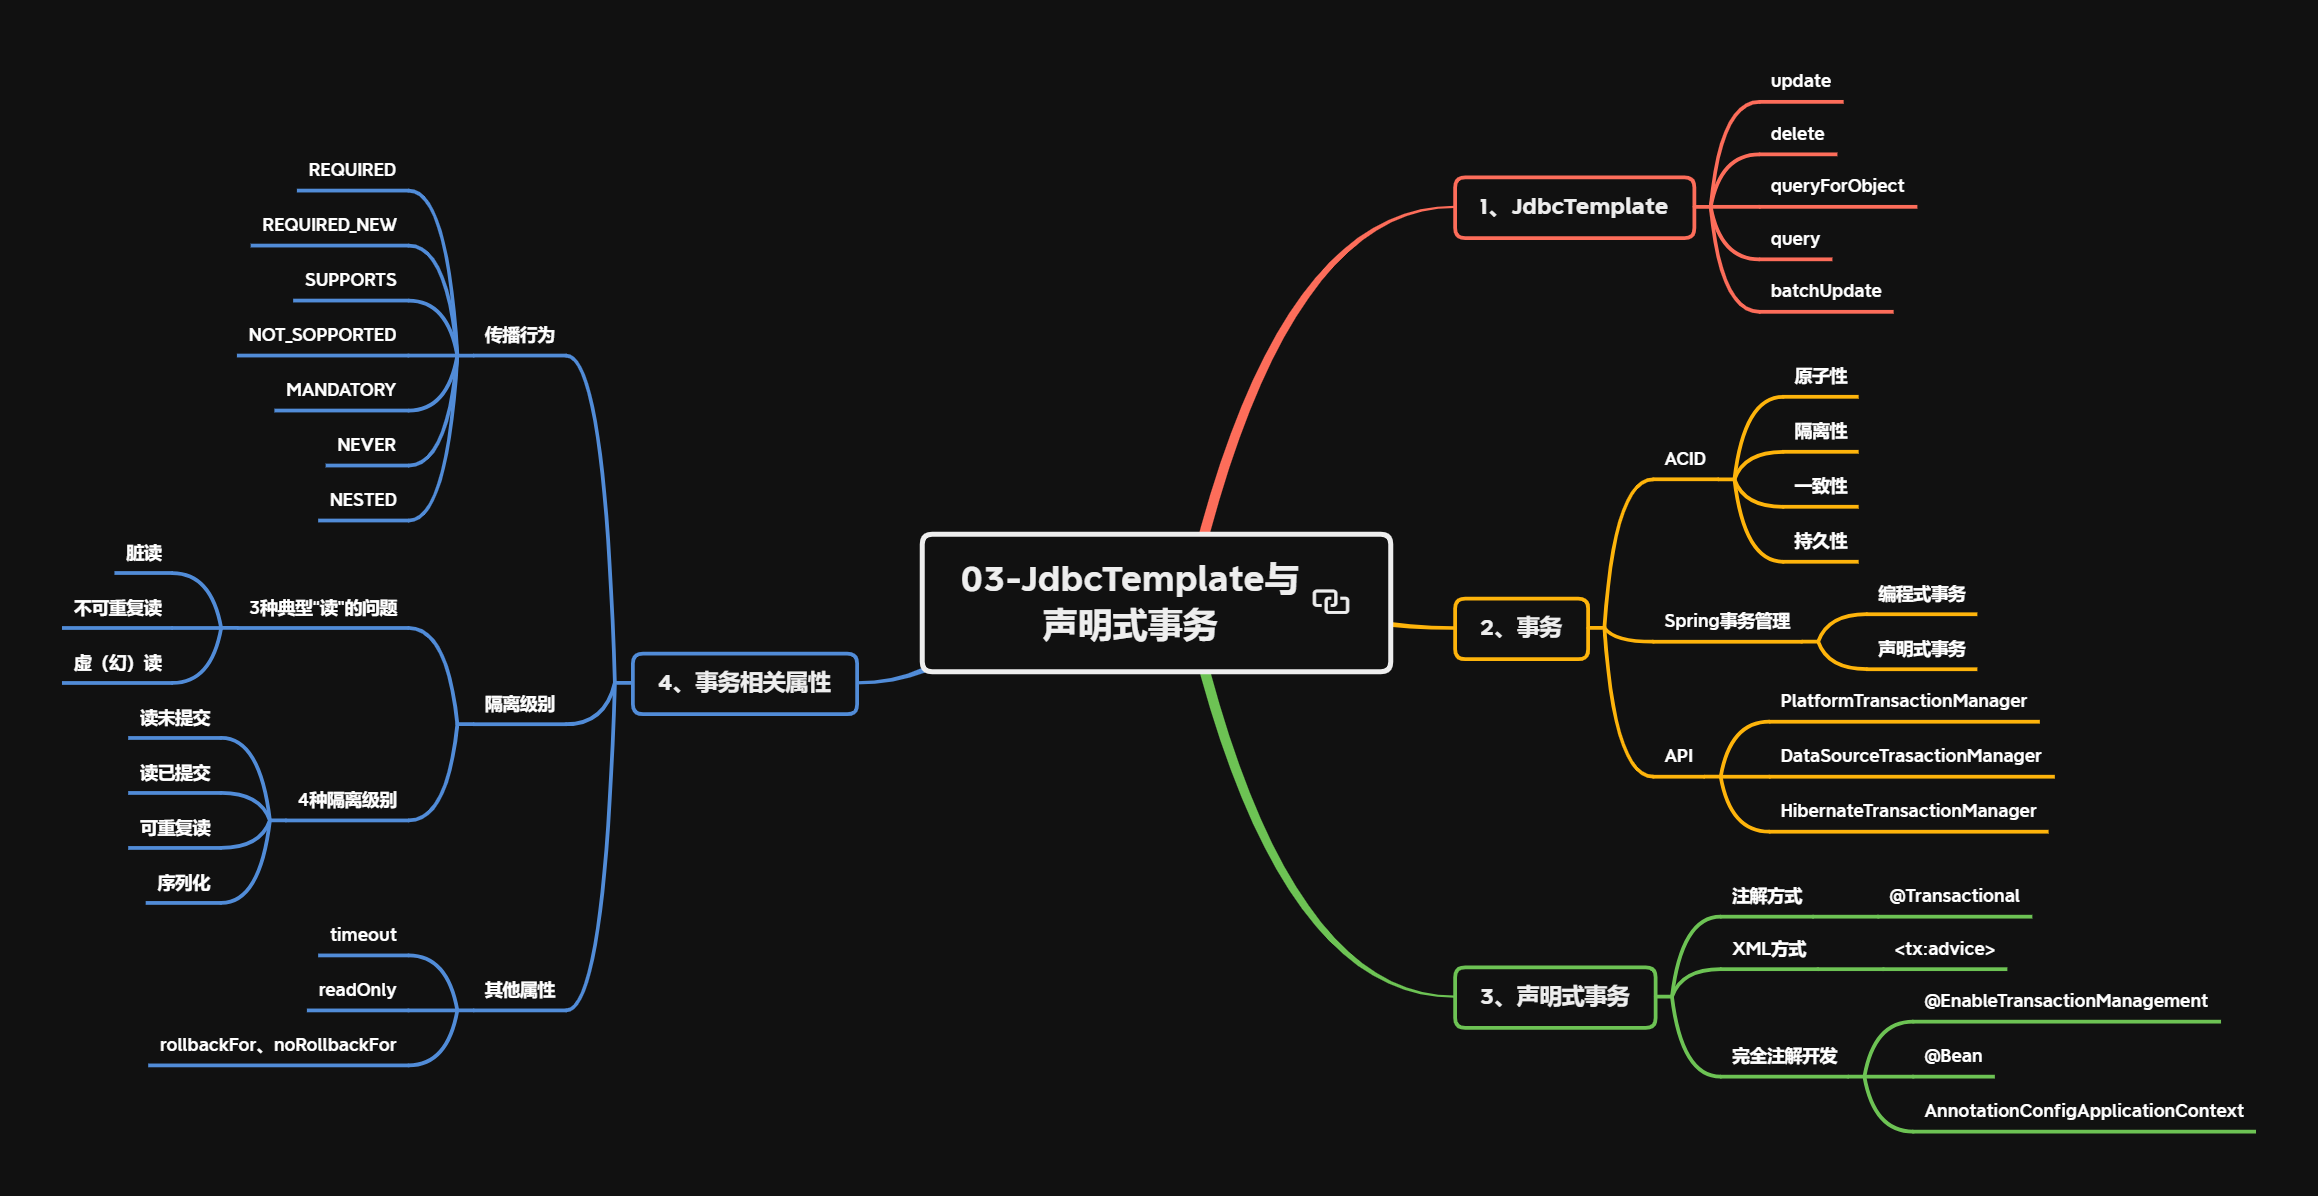 03-JdbcTemplate与
声明式事务
1、JdbcTemplate
update
delete
queryForObject
query
batchUpdate
2、事务
ACID
原子性
隔离性
一致性
持久性
Spring事务管理
编程式事务
声明式事务
API
PlatformTransactionManager
DataSourceTrasactionManager
HibernateTransactionManager
3、声明式事务
注解方式
@Transactional
XML方式
<tx:advice>
完全注解开发
@EnableTransactionManagement
@Bean
AnnotationConfigApplicationContext
4、事务相关属性
传播行为
REQUIRED
REQUIRED_NEW
SUPPORTS
NOT_SOPPORTED
MANDATORY
NEVER
NESTED
隔离级别
3种典型“读”的问题
脏读
不可重复读
虚（幻）读
4种隔离级别
读未提交
读已提交
可重复读
序列化
其他属性
timeout
readOnly
rollbackFor、noRollbackFor